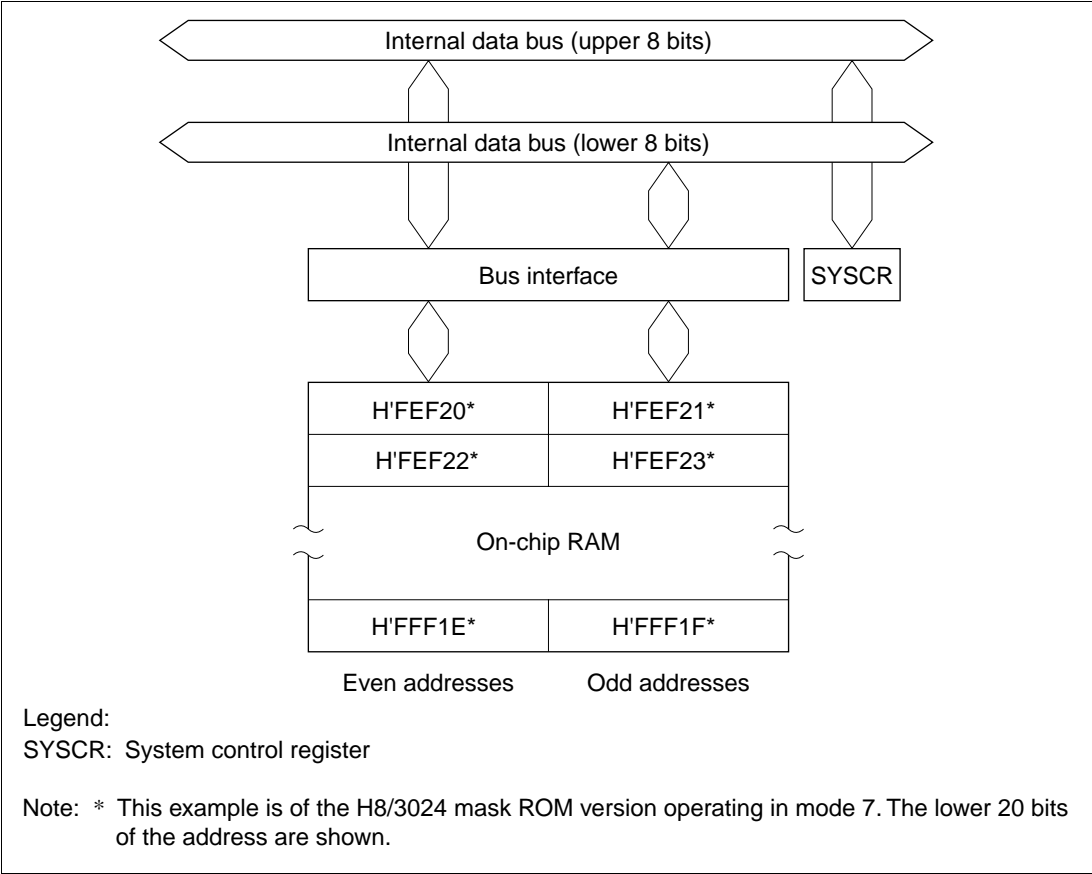 Internal data bus (upper 8 bits)
Internal data bus (lower 8 bits)
Bus interface
SYSCR
H'FEF20*
H'FEF21*
H'FEF22*
H'FEF23*
On-chip RAM
H'FFF1E*
H'FFF1F*
Even addresses
Odd addresses
Legend:
SYSCR: System control register
Note: * This example is of the H8/3024 mask ROM version operating in mode 7. The lower 20 bits
of the address are shown.